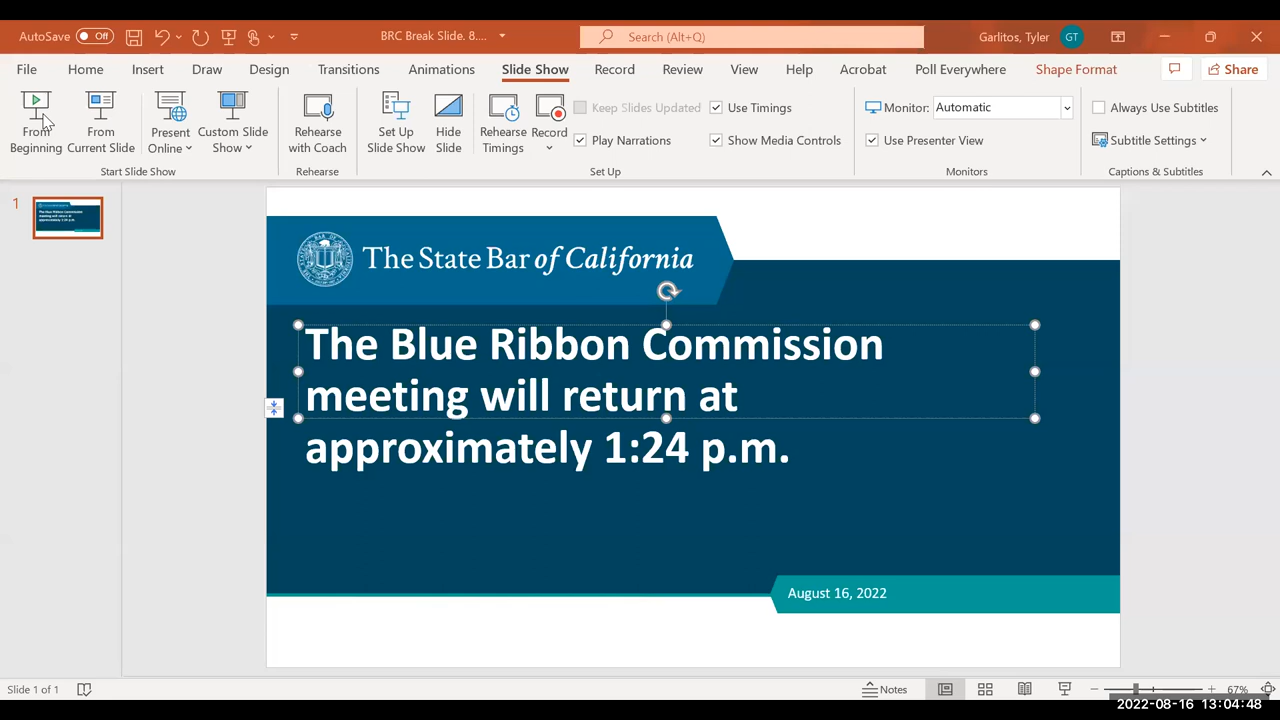 AutoSave Off BRC Break Slide. 8.... Search (Alt+Q) Garlitos, Tyler GT
File Home Insert Draw Design Transitions Animations Slide Show Record Review View Help Acrobat Poll Everywhere Shape Format Share
From Beginning
From Current Slide
Present Online
Custom Slide Show
Rehearse with Coach
Set Up Slide Show
Hide Slide
Rehearse Timings
Record
Keep Slides Updated
Play Narrations
Use Timings
Show Media Controls
Monitor: Automatic
Use Presenter View
Always Use Subtitles
Subtitle Settings
Start Slide Show Rehearse Set Up Monitors Captions & Subtitles
1
The State Bar of California
The Blue Ribbon Commission
meeting will return at
approximately 1:24 p.m.
August 16, 2022
Slide 1 of 1 Notes 67%
2022-08-16 13:04:48